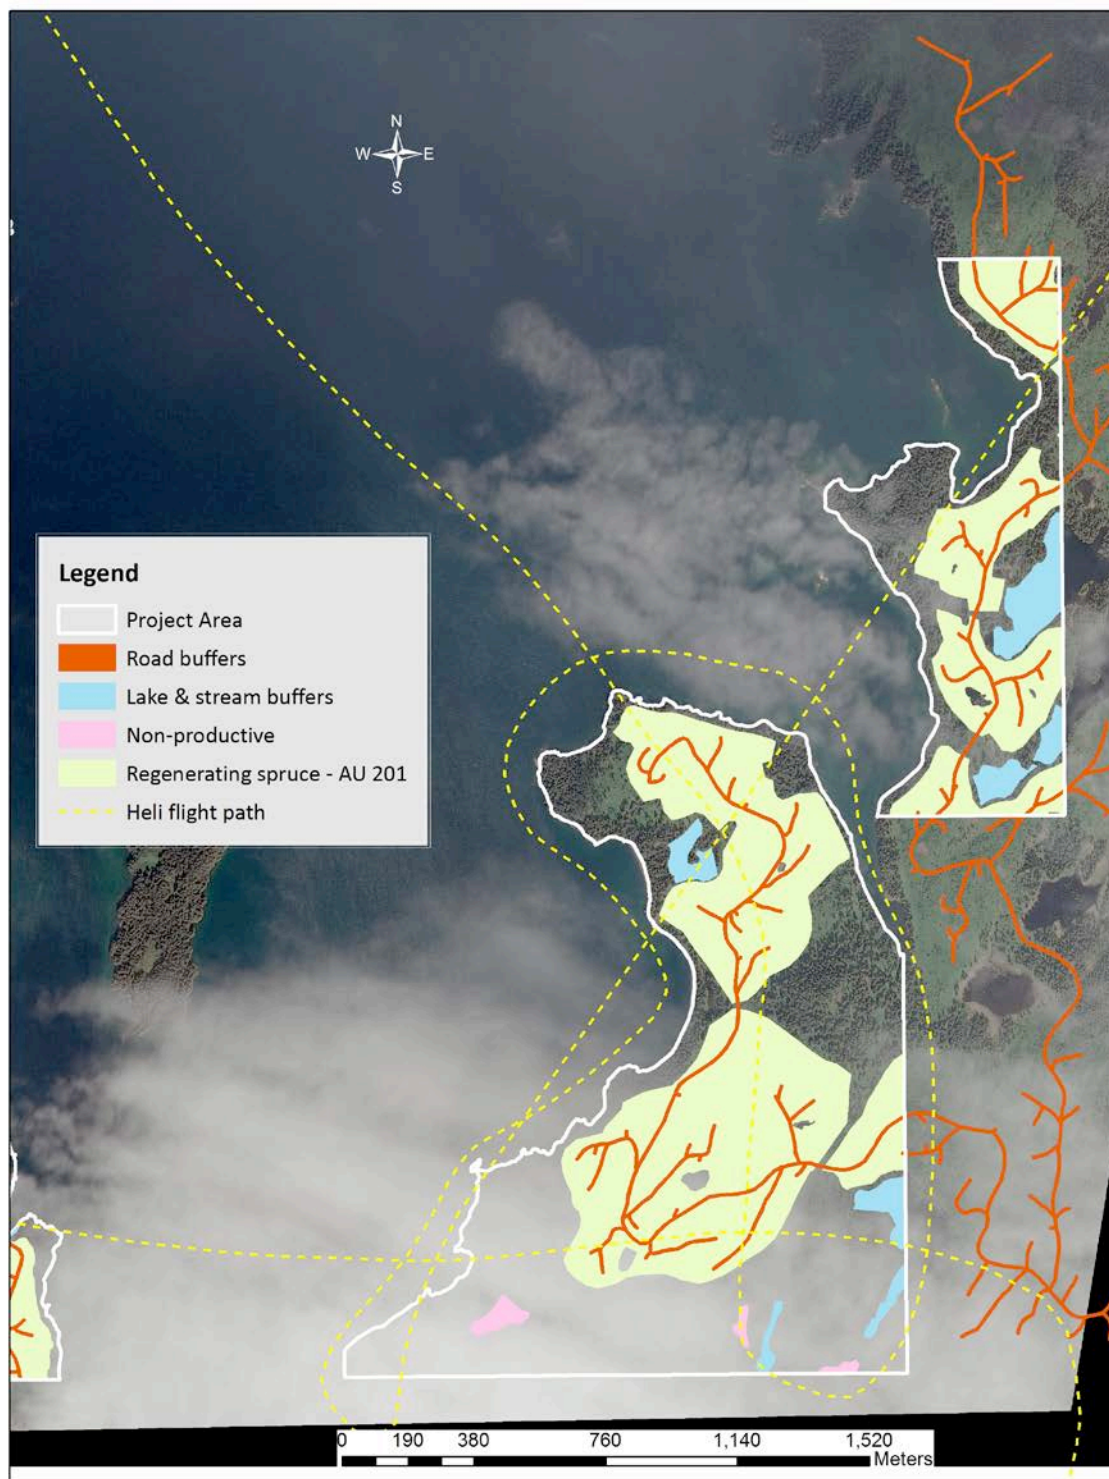 N
W E
S
Legend
Project Area
Road buffers
Lake & stream buffers
Non-productive
Regenerating spruce - AU 201
Heli flight path
0 190 380 760 1,140 1,520
Meters